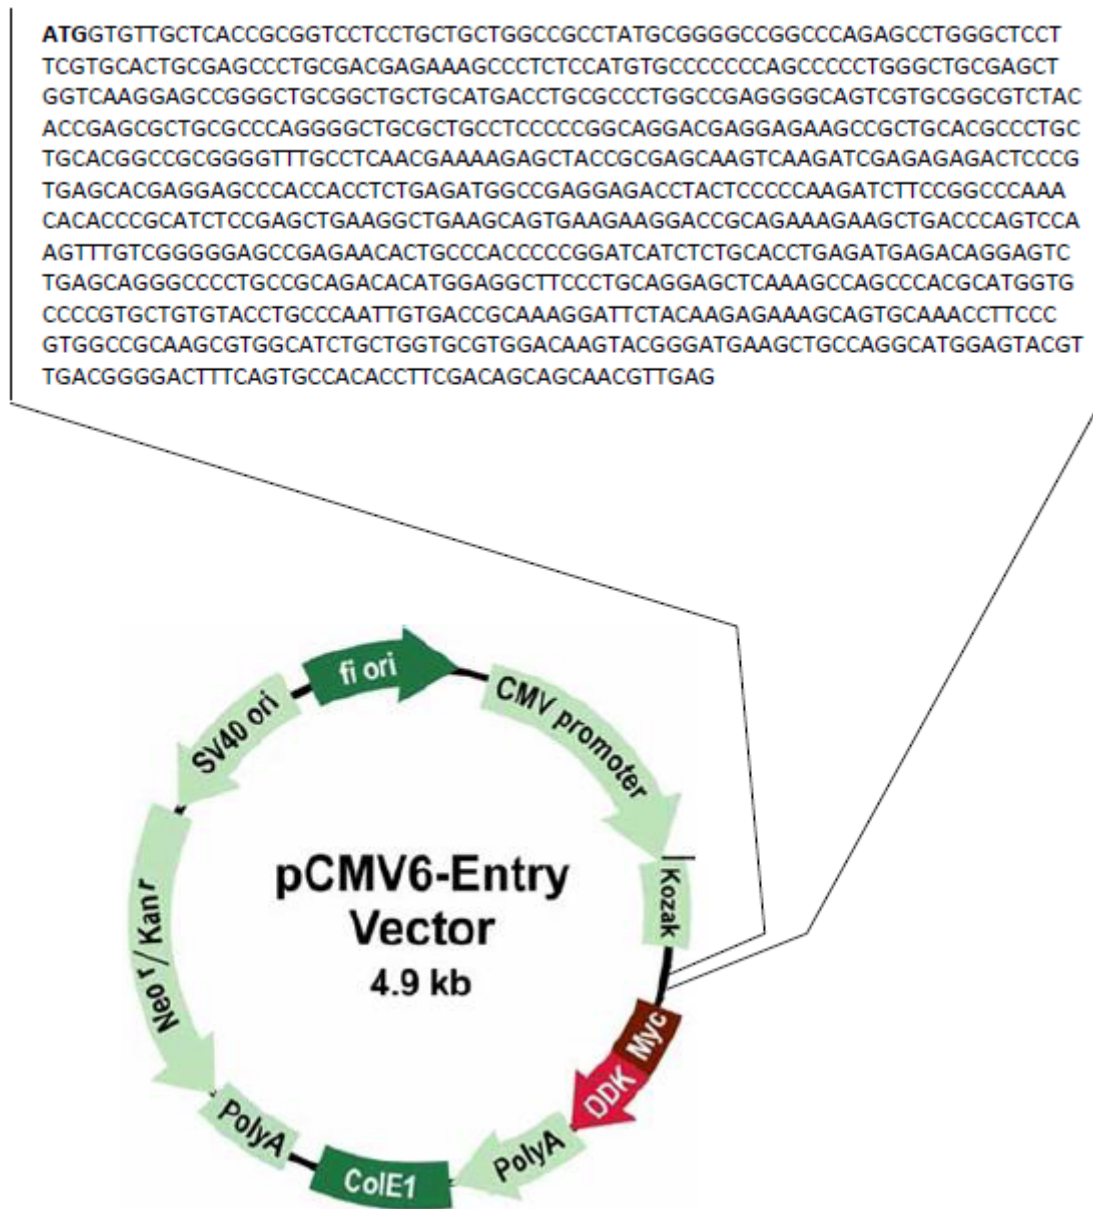 ATGGTGTTGCTCACCGCGGTCCTCCTGCTGCTGGCCGCCTATGCGGGGCCGGCCCAGAGCCTGGGCTCCT
TCGTGCACTGCGAGCCCTGCGACGAGAAAGCCCTCTCCATGTGCCCCCCCAGCCCCCTGGGCTGCGAGCT
GGTCAAGGAGCCGGGCTGCGGCTGCTGCATGACCTGCGCCCTGGCCGAGGGGCAGTCGTGCGGCGTCTAC
ACCGAGCGCTGCGCCCAGGGGCTGCGCTGCCTCCCCCGGCAGGACGAGGAGAAGCCGCTGCACGCCCTGC
TGCACGGCCGCGGGGTTTGCCTCAACGAAAAGAGCTACCGCGAGCAAGTCAAGATCGAGAGAGACTCCCG
TGAGCACGAGGAGCCCACCACCTCTGAGATGGCCGAGGAGACCTACTCCCCCAAGATCTTCCGGCCCAAA
CACACCCGCATCTCCGAGCTGAAGGCTGAAGCAGTGAAGAAGGACCGCAGAAAGAAGCTGACCCAGTCCA
AGTTTGTCGGGGGAGCCGAGAACACTGCCCACCCCCGGATCATCTCTGCACCTGAGATGAGACAGGAGTC
TGAGCAGGGCCCCTGCCGCAGACACATGGAGGCTTCCCTGCAGGAGCTCAAAGCCAGCCCACGCATGGTG
CCCCGTGCTGTGTACCTGCCCAATTGTGACCGCAAAGGATTCTACAAGAGAAAGCAGTGCAAACCTTCCC
GTGGCCGCAAGCGTGGCATCTGCTGGTGCGTGGACAAGTACGGGATGAAGCTGCCAGGCATGGAGTACGT
TGACGGGGACTTTCAGTGCCACACCTTCGACAGCAGCAACGTTGAG
fi ori
SV40 ori
CMV promoter
pCMV6-Entry
Vector
4.9 kb
Kozak
Neo r/Kan r
Myc
DDK
PolyA
PolyA
ColE1